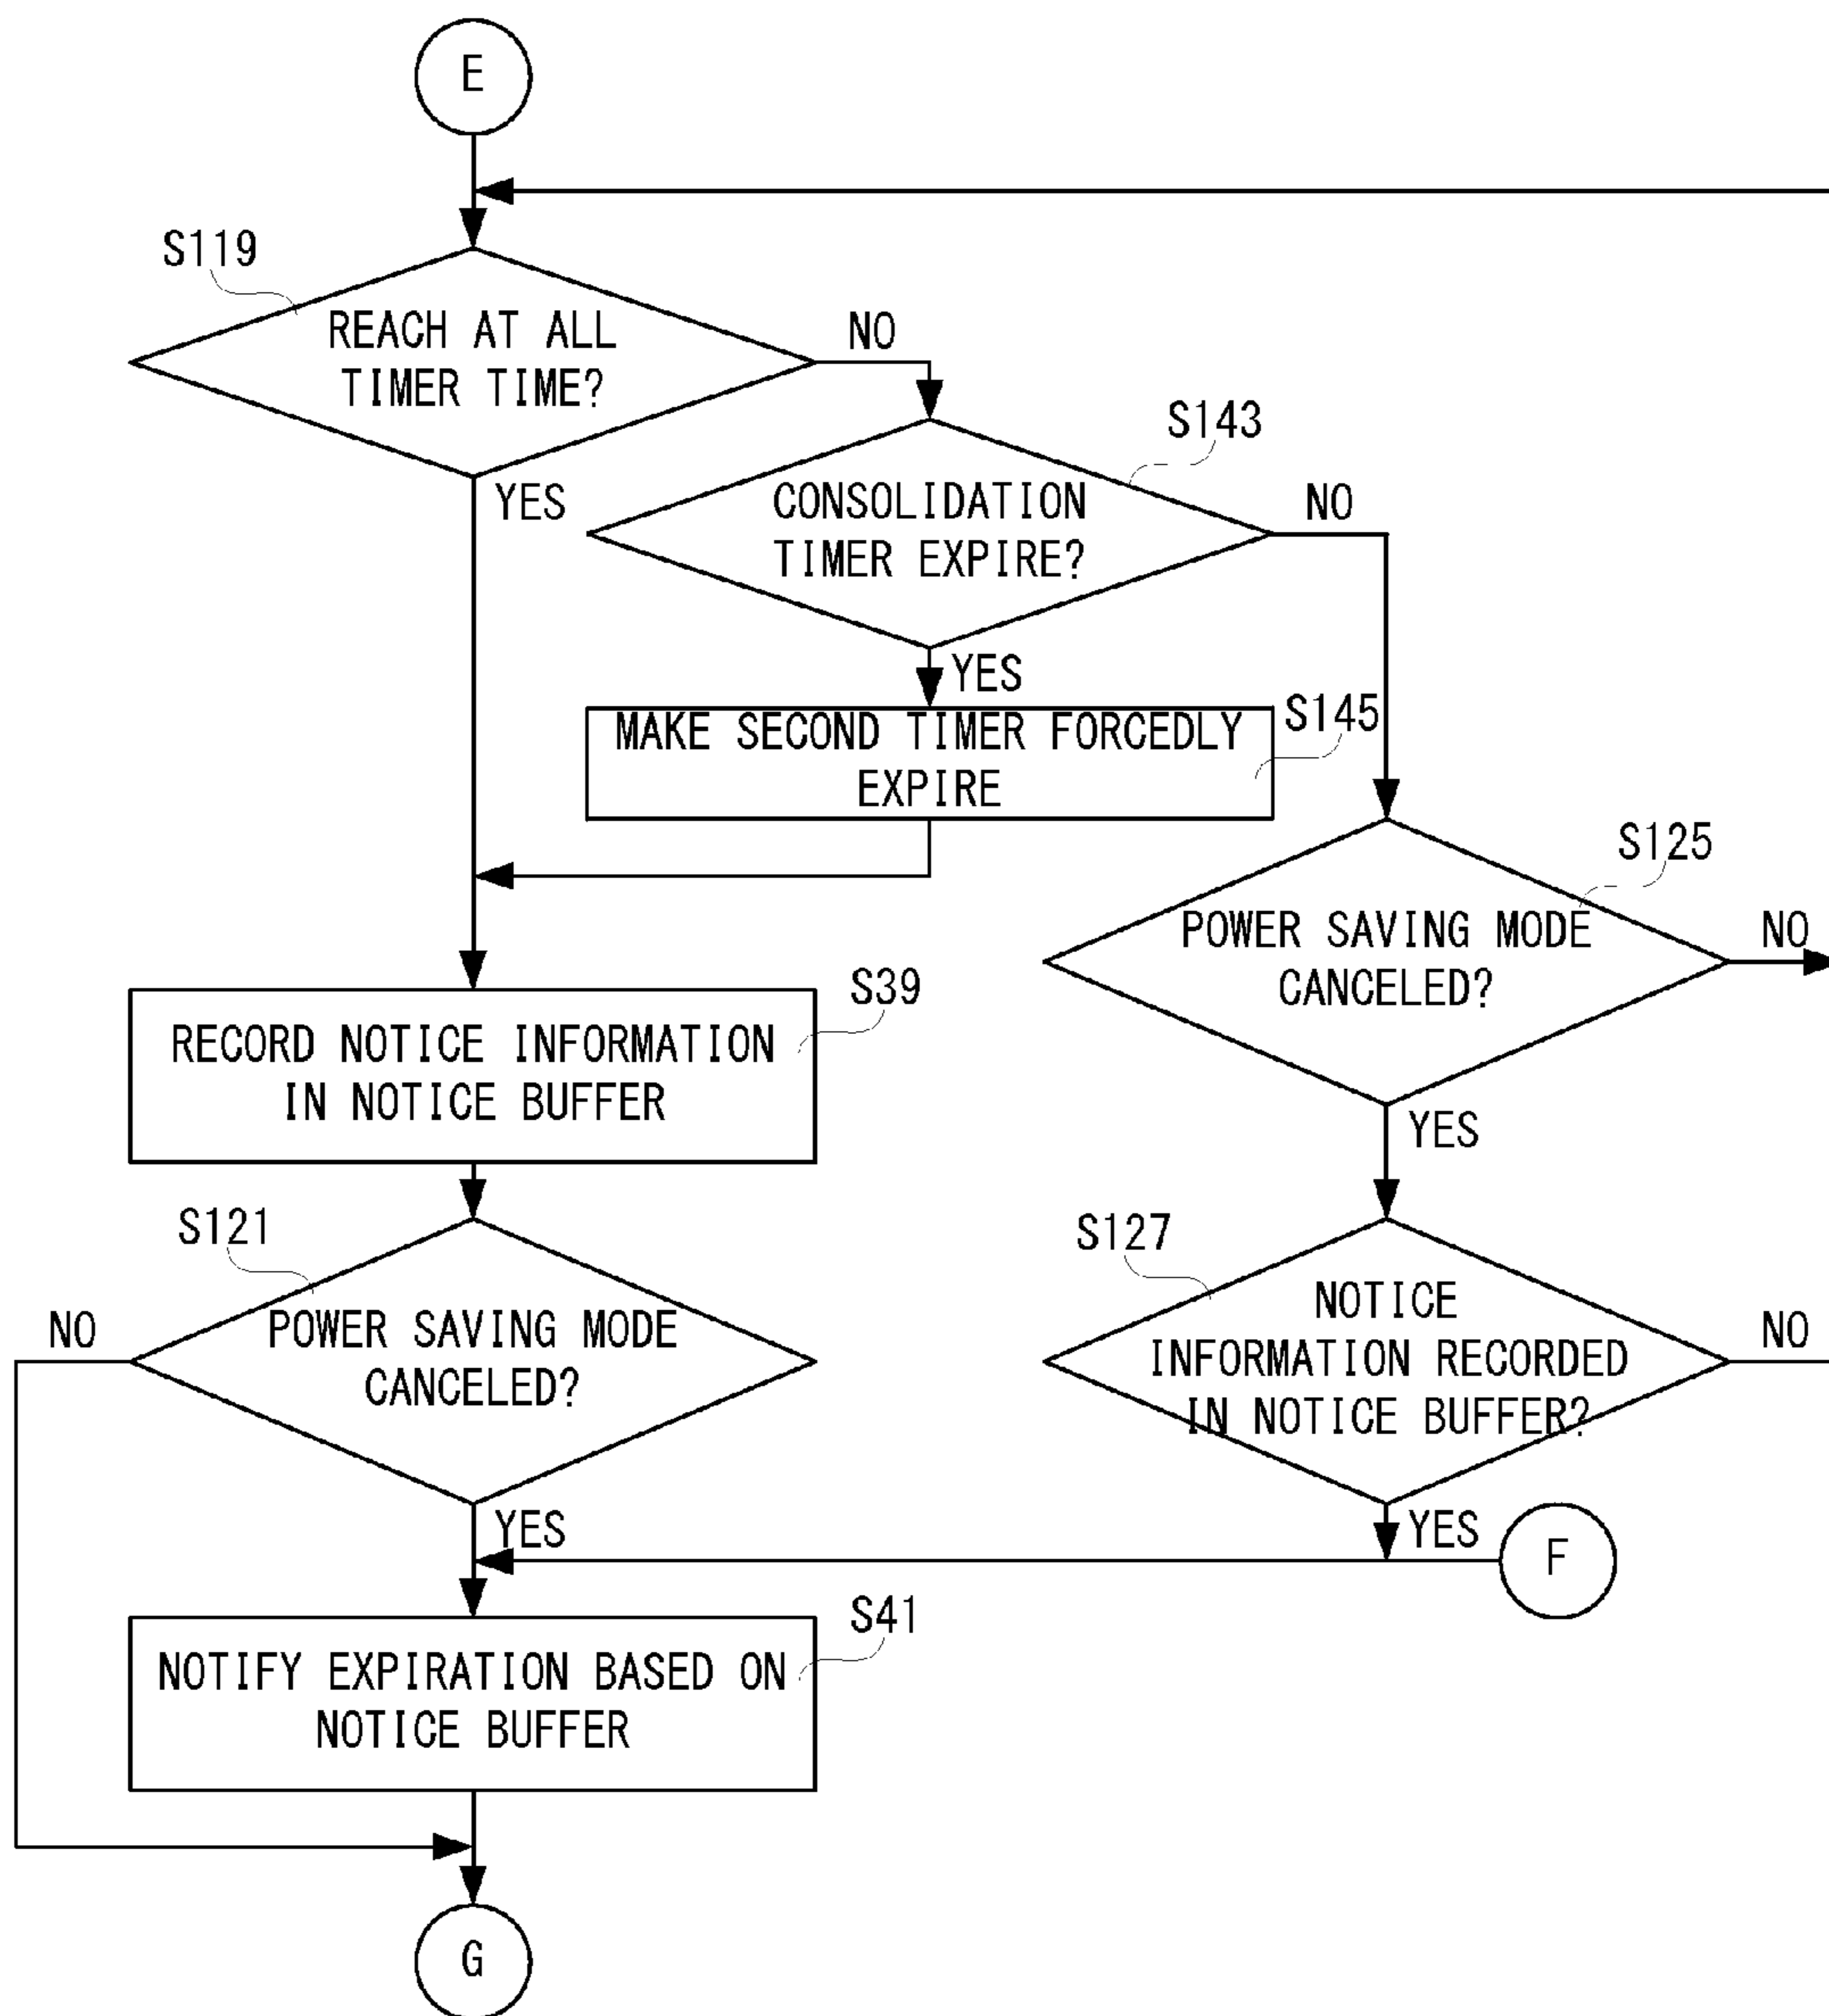 E
S119
REACH AT ALL
TIMER TIME?
NO
YES
S143
CONSOLIDATION
TIMER EXPIRE?
NO
YES
MAKE SECOND TIMER FORCEDLY
EXPIRE
S145
S125
POWER SAVING MODE
CANCELED?
NO
YES
S39
RECORD NOTICE INFORMATION
IN NOTICE BUFFER
S121
POWER SAVING MODE
CANCELED?
NO
YES
S127
NOTICE
INFORMATION RECORDED
IN NOTICE BUFFER?
NO
YES
F
S41
NOTIFY EXPIRATION BASED ON
NOTICE BUFFER
G